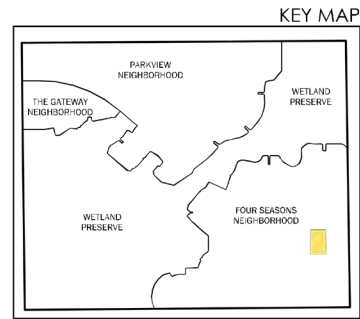 KEY MAP
PARKVIEW
NEIGHBORHOOD
THE GATEWAY
NEIGHBORHOOD
WETLAND
PRESERVE
WETLAND
PRESERVE
FOUR SEASONS
NEIGHBORHOOD